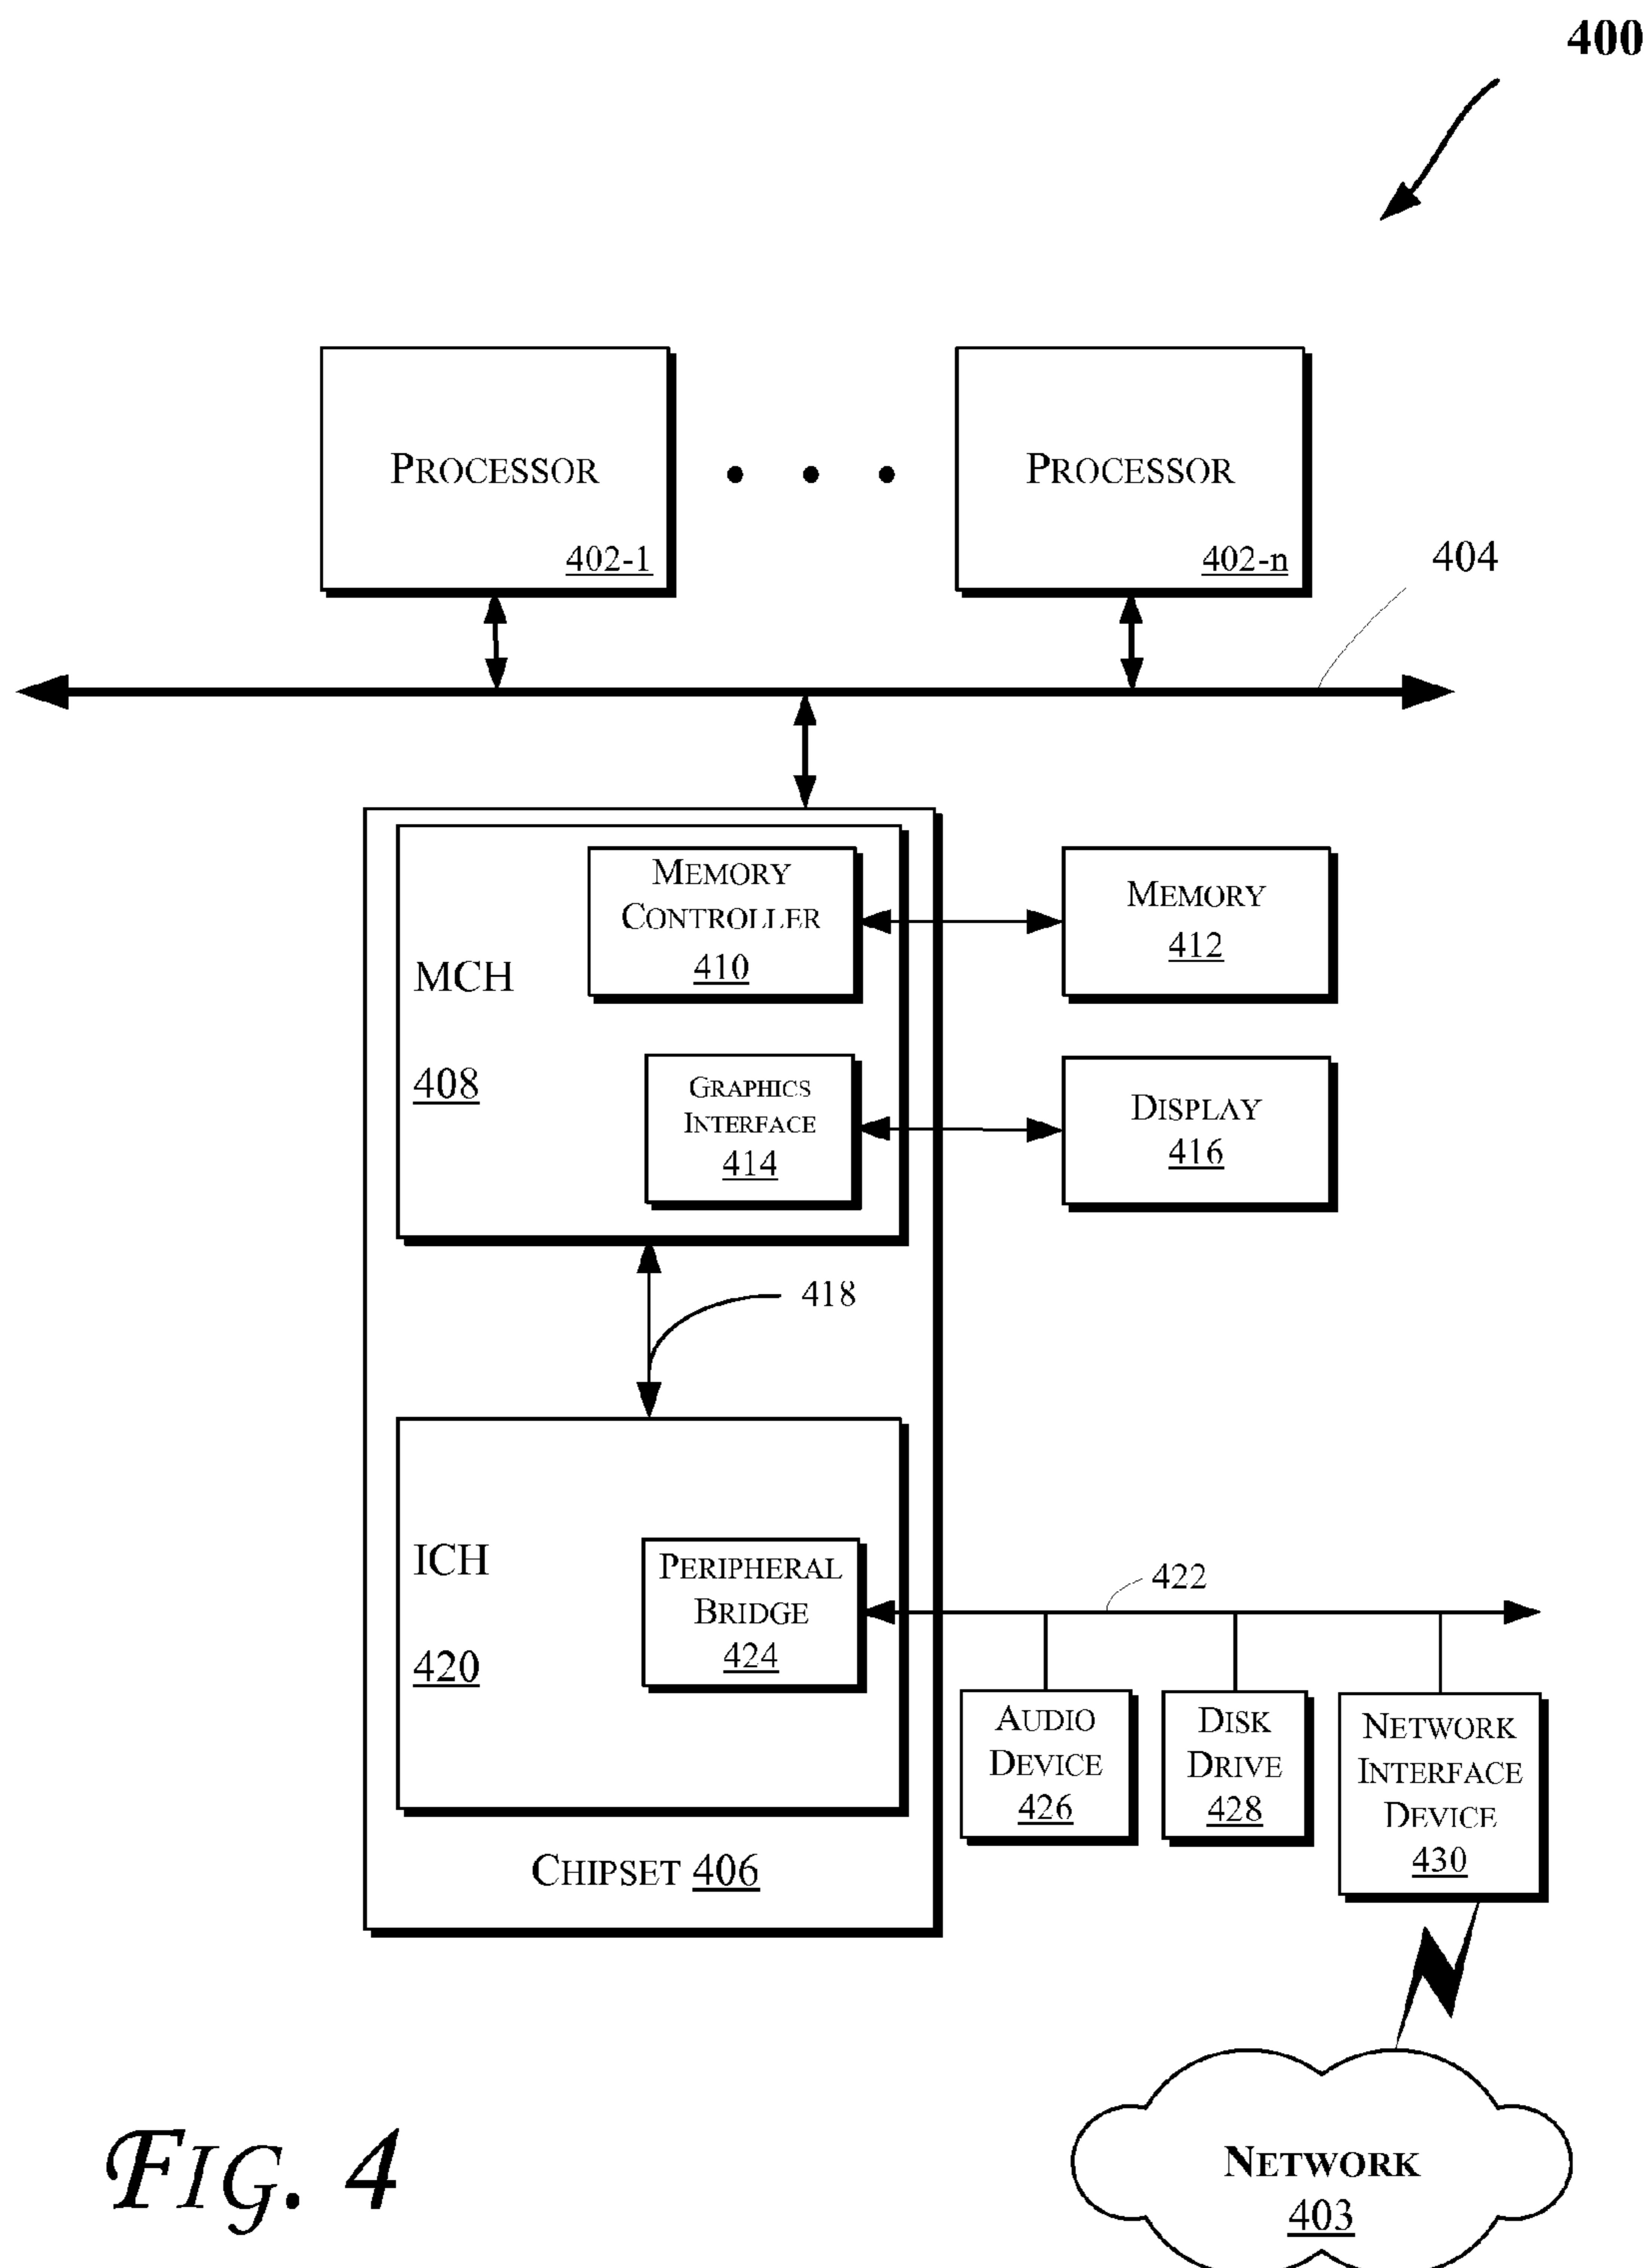 400
PROCESSOR
402-1
PROCESSOR
402-n
404
MEMORY
CONTROLLER
410
MCH
408
GRAPHICS
INTERFACE
414
MEMORY
412
DISPLAY
416
418
ICH
420
PERIPHERAL
BRIDGE
424
422
AUDIO
DEVICE
426
DISK
DRIVE
428
NETWORK
INTERFACE
DEVICE
430
CHIPSET 406
NETWORK
403
FIG. 4